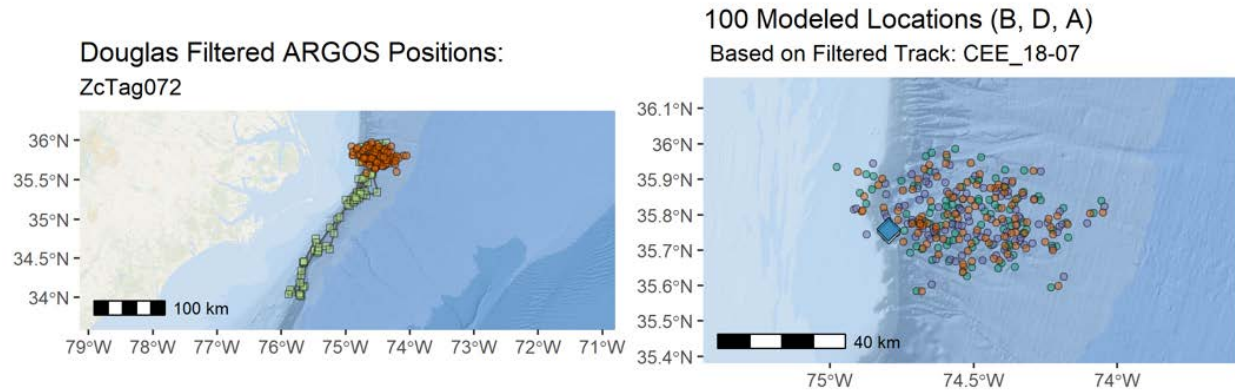 Douglas Filtered ARGOS Positions:
ZcTag072
36°N
35.5°N
35°N
34.5°N
34°N
100 km
79°W 78°W 77°W 76°W 75°W 74°W 73°W 72°W 71°W
100 Modeled Locations (B, D, A)
Based on Filtered Track: CEE_18-07
36.1°N
36°N
35.9°N
35.8°N
35.7°N
35.6°N
35.5°N
35.4°N
40 km
75°W 74.5°W 74°W